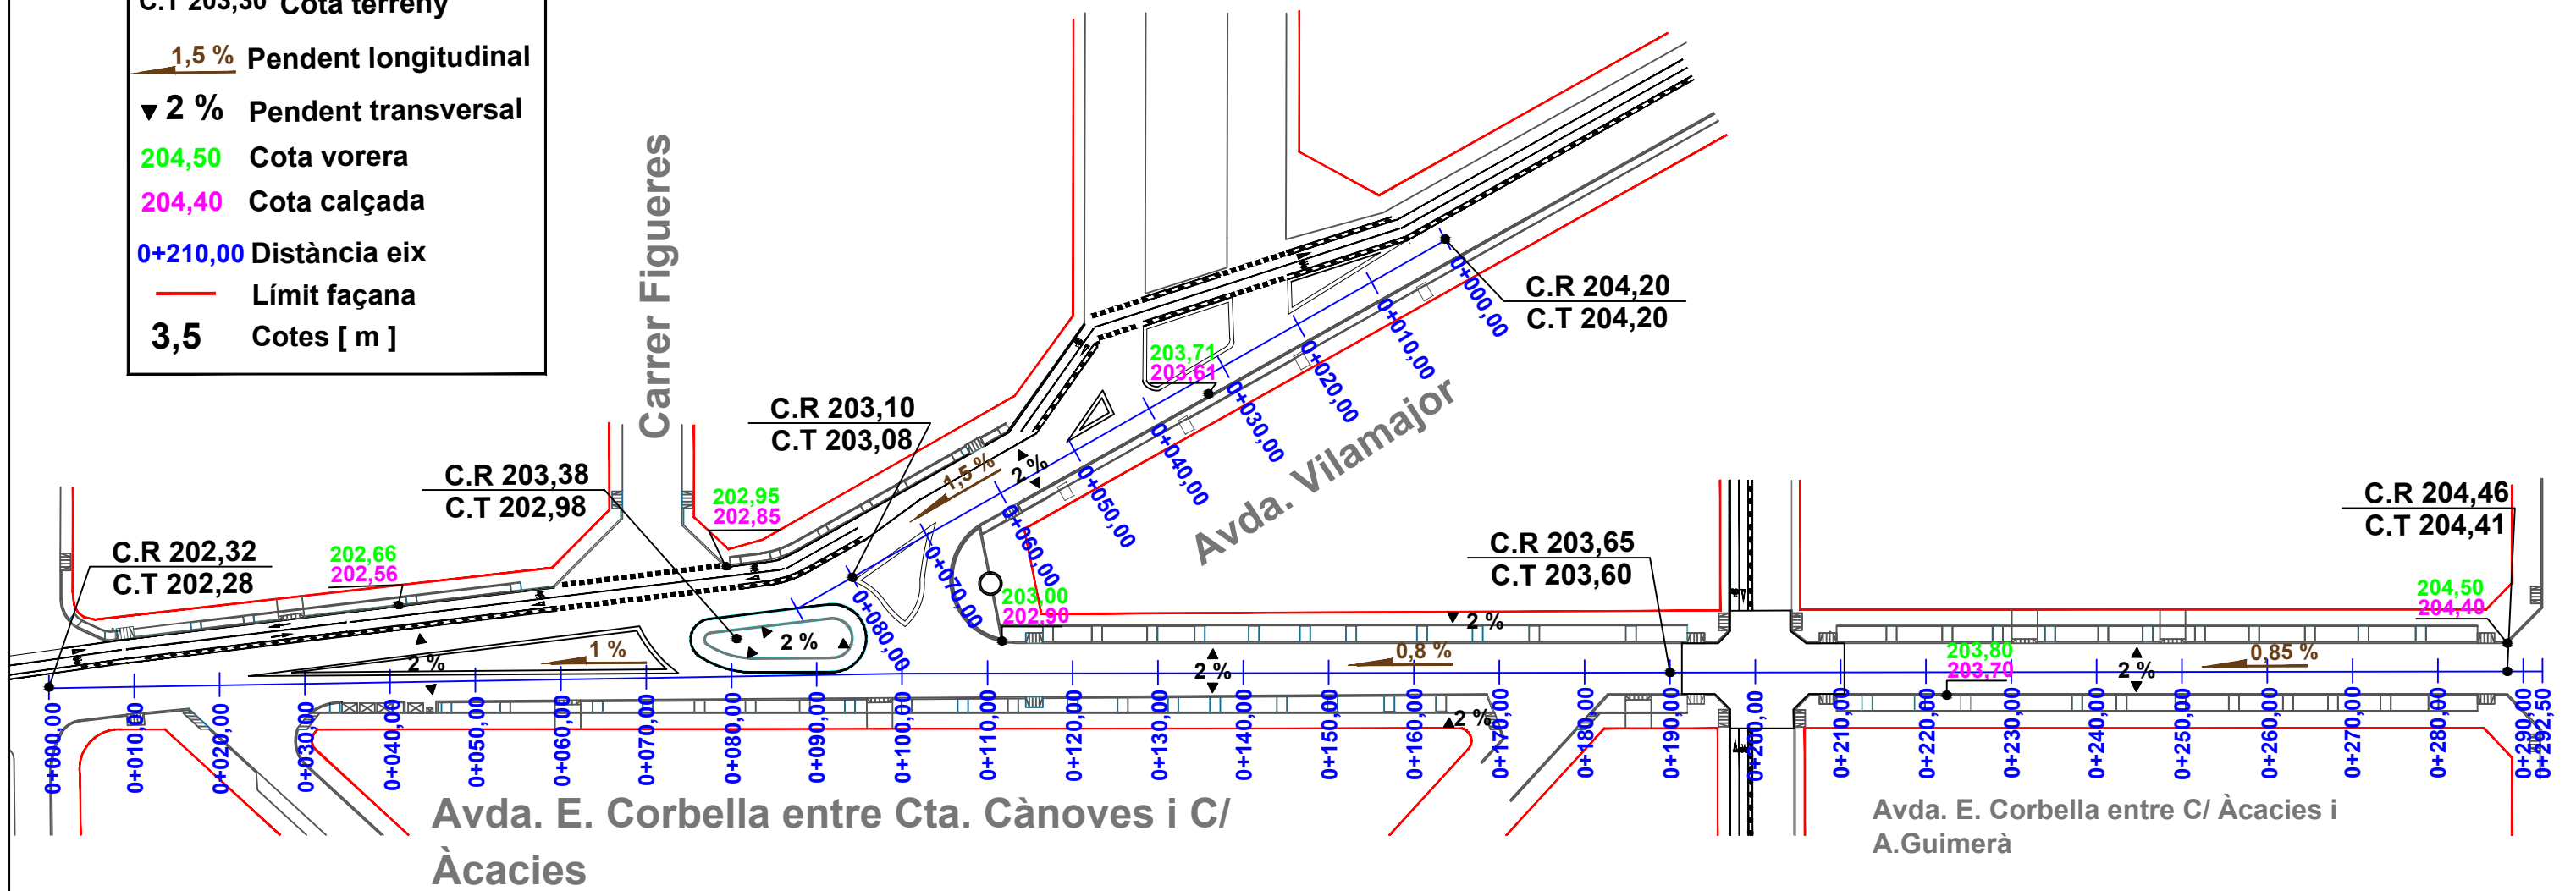 C.T 203,30 Cota terreny
1,5 % Pendent longitudinal
2 % Pendent transversal
204,50 Cota vorera
204,40 Cota calçada
0+210,00 Distància eix
Límit façana
3,5 Cotes [ m ]
Carrer Figueres
C.R 204,20
C.T 204,20
0+000,00
0+010,00
0+020,00
0+030,00
0+040,00
0+050,00
0+060,00
0+070,00
0+080,00
203,71
203,61
Avda. Vilamajor
1,5 %
2 %
C.R 203,10
C.T 203,08
C.R 203,38
C.T 202,98
202,95
202,85
C.R 202,32
C.T 202,28
202,66
202,56
203,00
202,90
C.R 203,65
C.T 203,60
C.R 204,46
C.T 204,41
204,50
204,40
203,80
203,70
2 %
1 %
2 %
2 %
0,8 %
2 %
2 %
2 %
0,85 %
0+000,00
0+010,00
0+020,00
0+030,00
0+040,00
0+050,00
0+060,00
0+070,00
0+080,00
0+090,00
0+100,00
0+110,00
0+120,00
0+130,00
0+140,00
0+150,00
0+160,00
0+170,00
0+180,00
0+190,00
0+200,00
0+210,00
0+220,00
0+230,00
0+240,00
0+250,00
0+260,00
0+270,00
0+280,00
0+290,00
0+292,50
Avda. E. Corbella entre Cta. Cànoves i C/
Àcacies
Avda. E. Corbella entre C/ Àcacies i
A.Guimerà